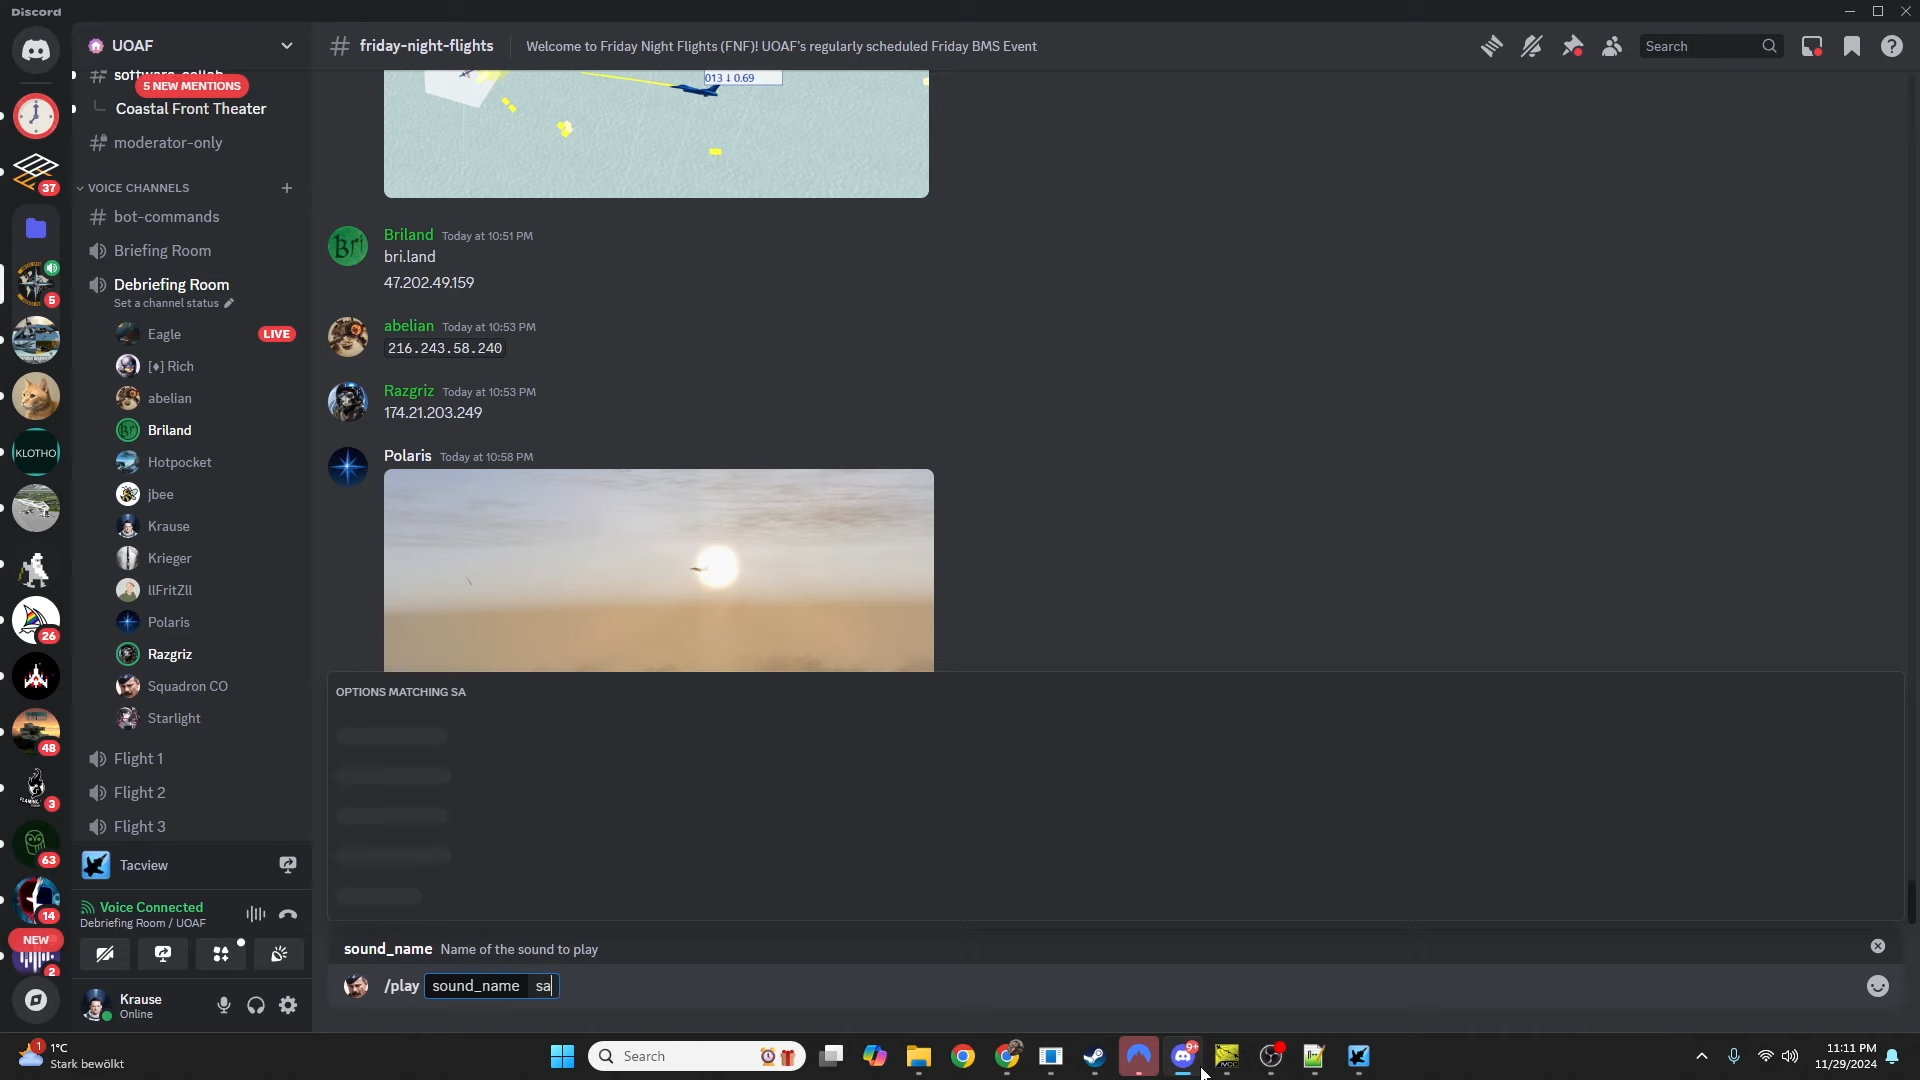 Discord
UOAF
friday-night-flights
Welcome to Friday Night Flights (FNF)! UOAF's regularly scheduled Friday BMS Event
Search
5 NEW MENTIONS
Coastal Front Theater
moderator-only
VOICE CHANNELS
bot-commands
Briefing Room
Debriefing Room
Set a channel status
Eagle
LIVE
[♦] Rich
abelian
Briland
Hotpocket
jbee
Krause
Krieger
llFritZll
Polaris
Razgriz
Squadron CO
Starlight
Flight 1
Flight 2
Flight 3
Tacview
Voice Connected
Debriefing Room / UOAF
Krause
Online
37
5
KLOTHO
26
48
3
63
14
NEW
2
013 ↓ 0.69
Bri
Briland Today at 10:51 PM
bri.land
47.202.49.159
abelian Today at 10:53 PM
216.243.58.240
Razgriz Today at 10:53 PM
174.21.203.249
Polaris Today at 10:58 PM
OPTIONS MATCHING SA
sound_name Name of the sound to play
/play sound_name sa
1
1°C
Stark bewölkt
Search
9+
11:11 PM
11/29/2024